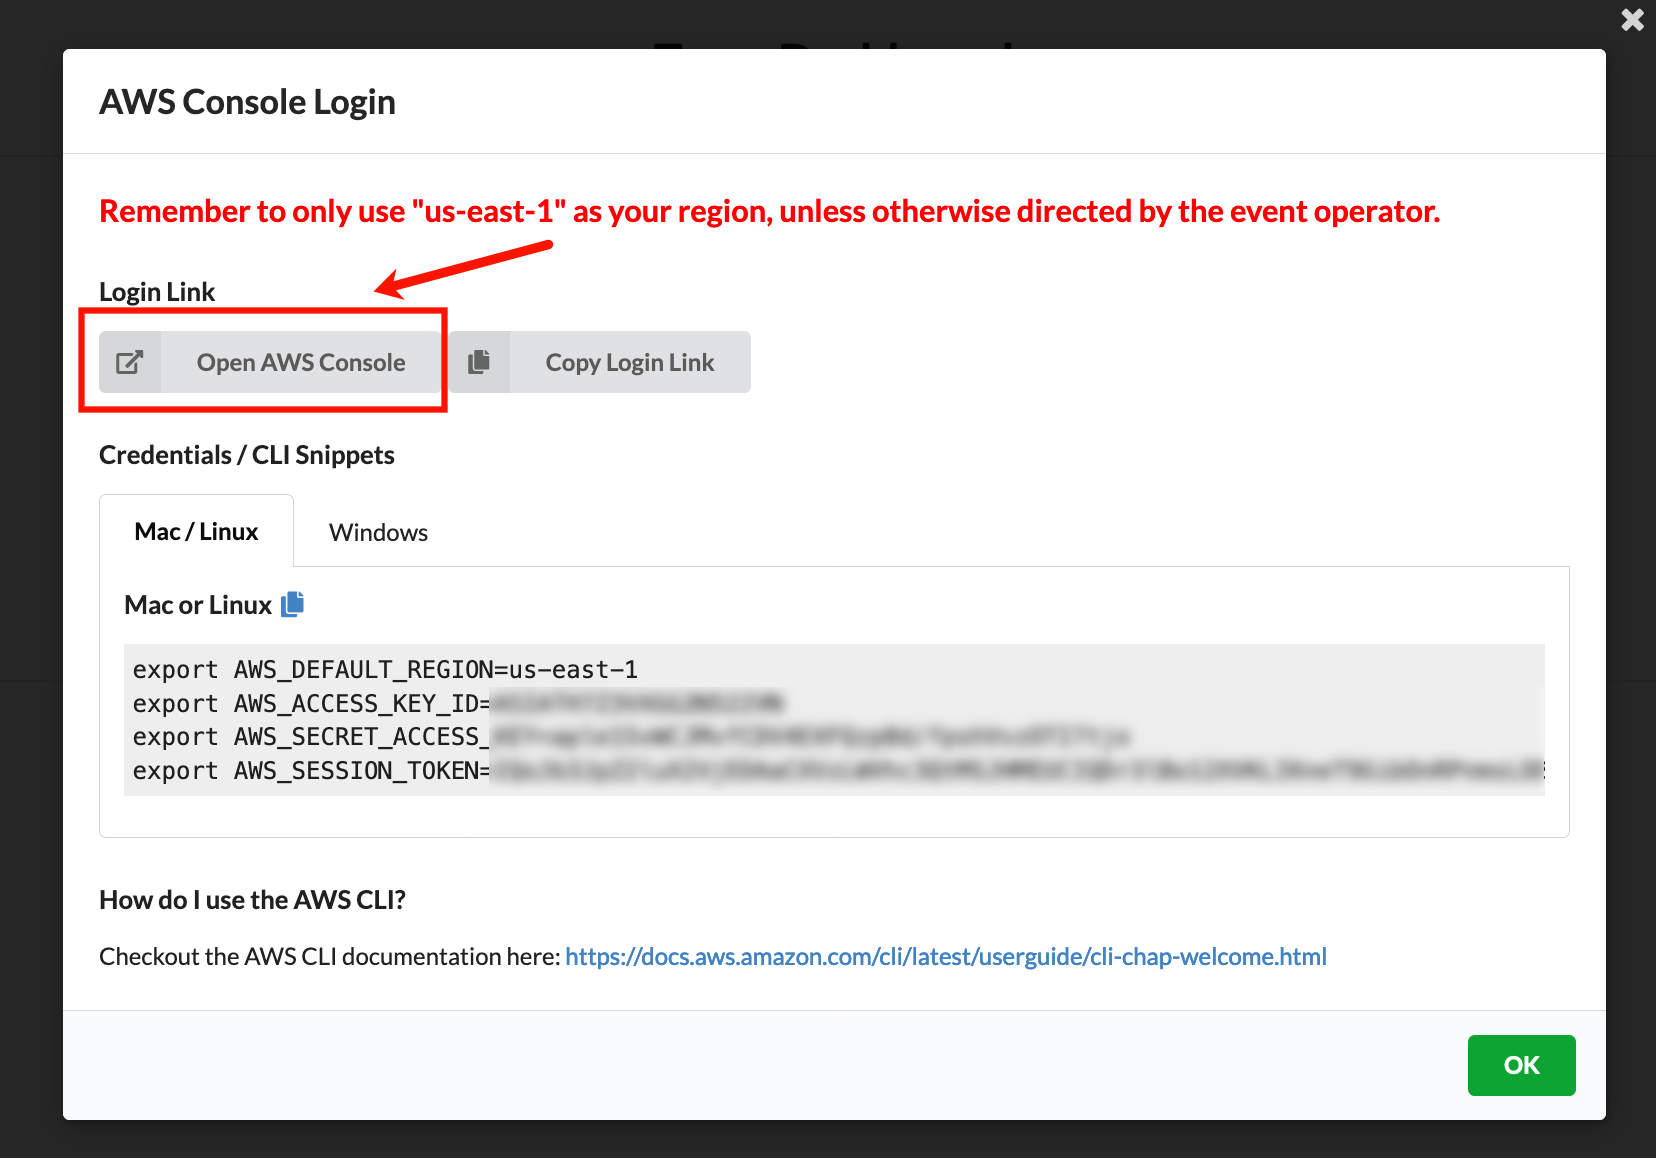 AWS Console Login
Remember to only use "us-east-1" as your region, unless otherwise directed by the event operator.
Login Link
Open AWS Console
Copy Login Link
Credentials / CLI Snippets
Mac / Linux
Windows
Mac or Linux
export AWS_DEFAULT_REGION=us-east-1
export AWS_ACCESS_KEY_ID=
export AWS_SECRET_ACCESS_
export AWS_SESSION_TOKEN=
How do I use the AWS CLI?
Checkout the AWS CLI documentation here: https://docs.aws.amazon.com/cli/latest/userguide/cli-chap-welcome.html
OK